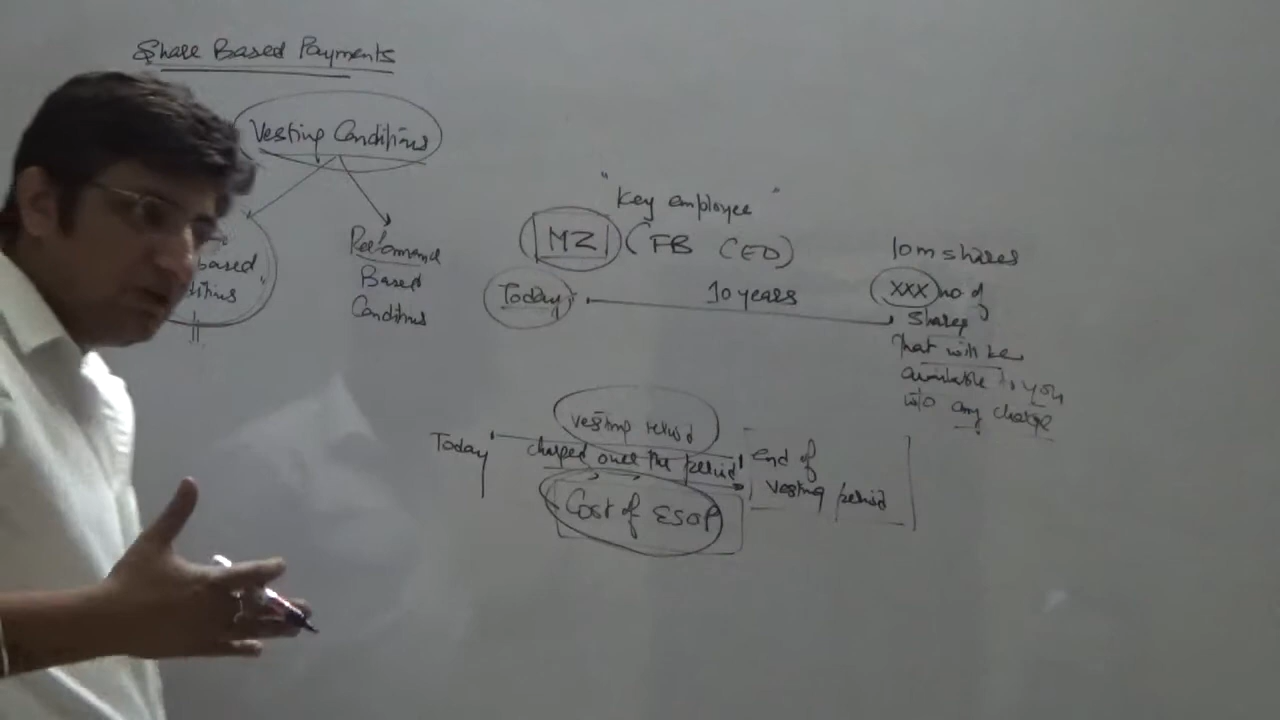 Share Based Payments
Vesting Conditions
based
Performance
Based
Conditions
"Key employee"
MZ (FB CEO)
Today 10 years
10m shares
XXX no of
shares
that will be
available to you
w/o any charge
Today vesting period
charged over the period
Cost of ESOP
End of
vesting period